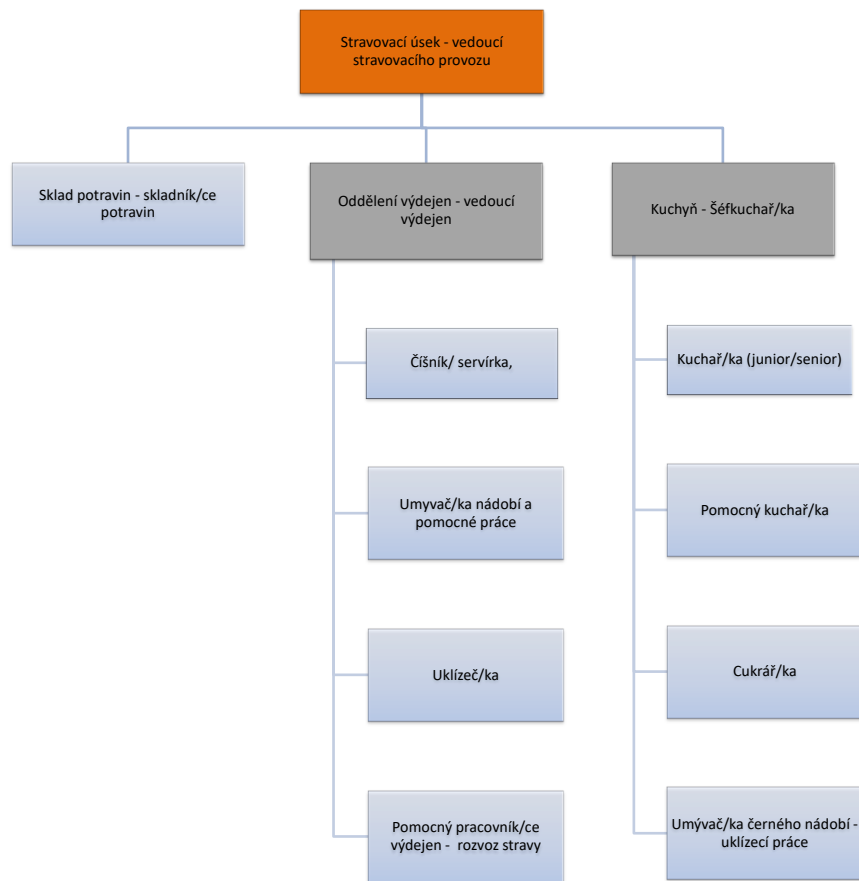 Stravovací úsek - vedoucí
stravovacího provozu
Sklad potravin - skladník/ce
potravin
Oddělení výdejen - vedoucí
výdejen
Kuchyň - Šéfkuchař/ka
Číšník/ servírka,
Umyvač/ka nádobí a
pomocné práce
Uklízeč/ka
Pomocný pracovník/ce
výdejen - rozvoz stravy
Kuchař/ka (junior/senior)
Pomocný kuchař/ka
Cukrář/ka
Umývač/ka černého nádobí -
uklízecí práce